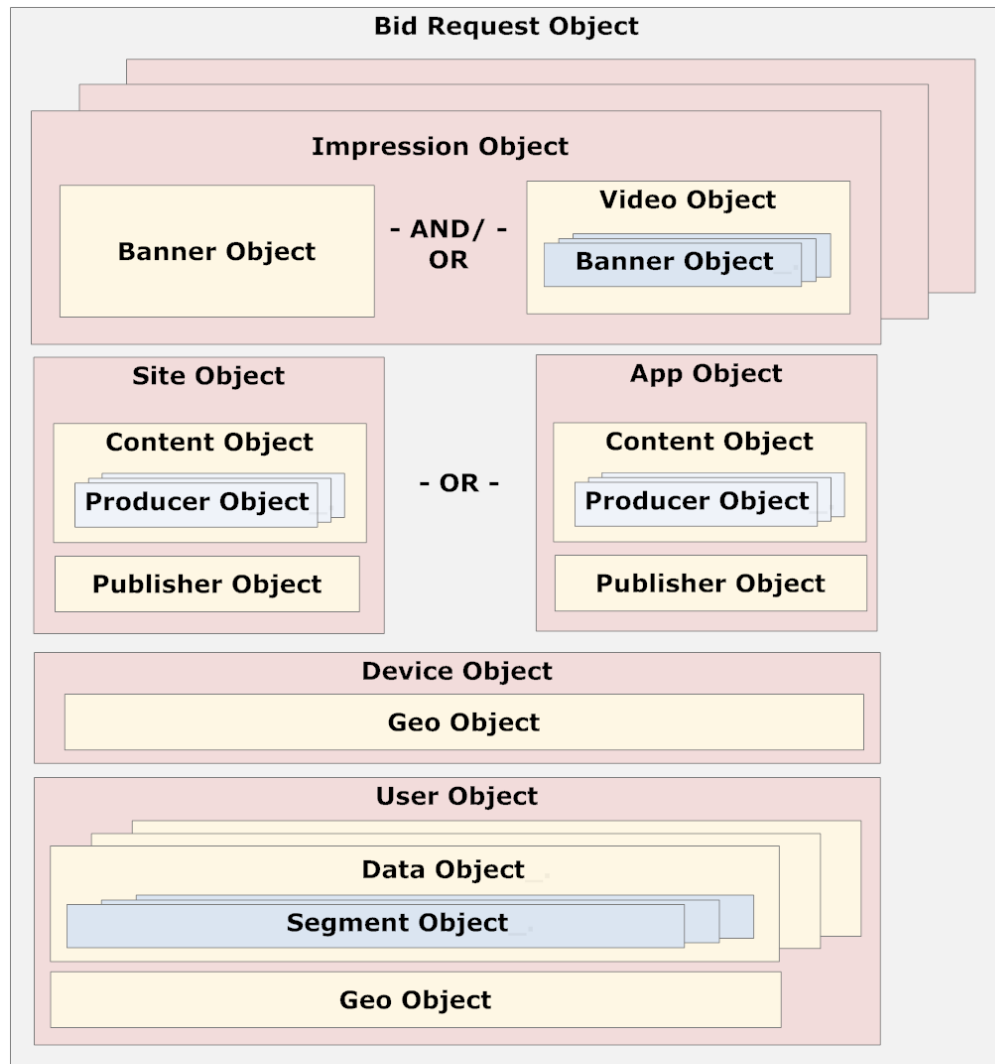 Bid Request Object
Impression Object
Banner Object
- AND/ -
OR
Video Object
Banner Object
Site Object
Content Object
Producer Object
Publisher Object
- OR -
App Object
Content Object
Producer Object
Publisher Object
Device Object
Geo Object
User Object
Data Object
Segment Object
Geo Object